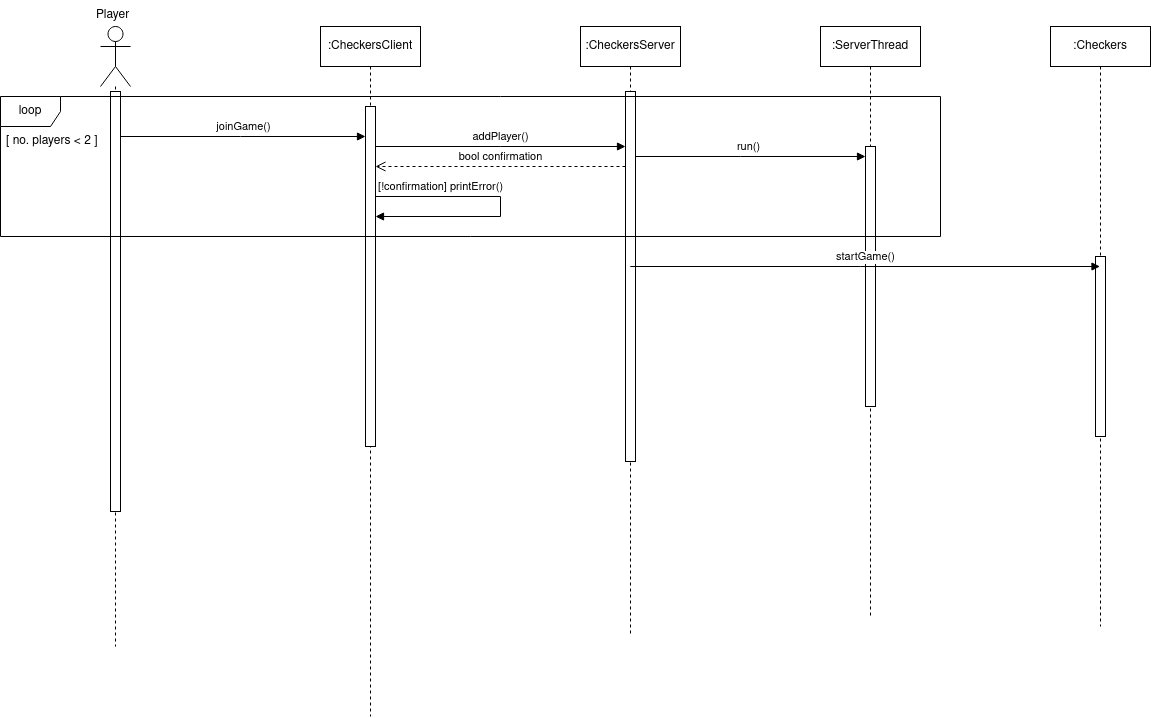 Player
:CheckersClient
:CheckersServer
:ServerThread
:Checkers
loop
[ no. players < 2 ]
joinGame()
addPlayer()
run()
bool confirmation
[!confirmation] printError()
startGame()